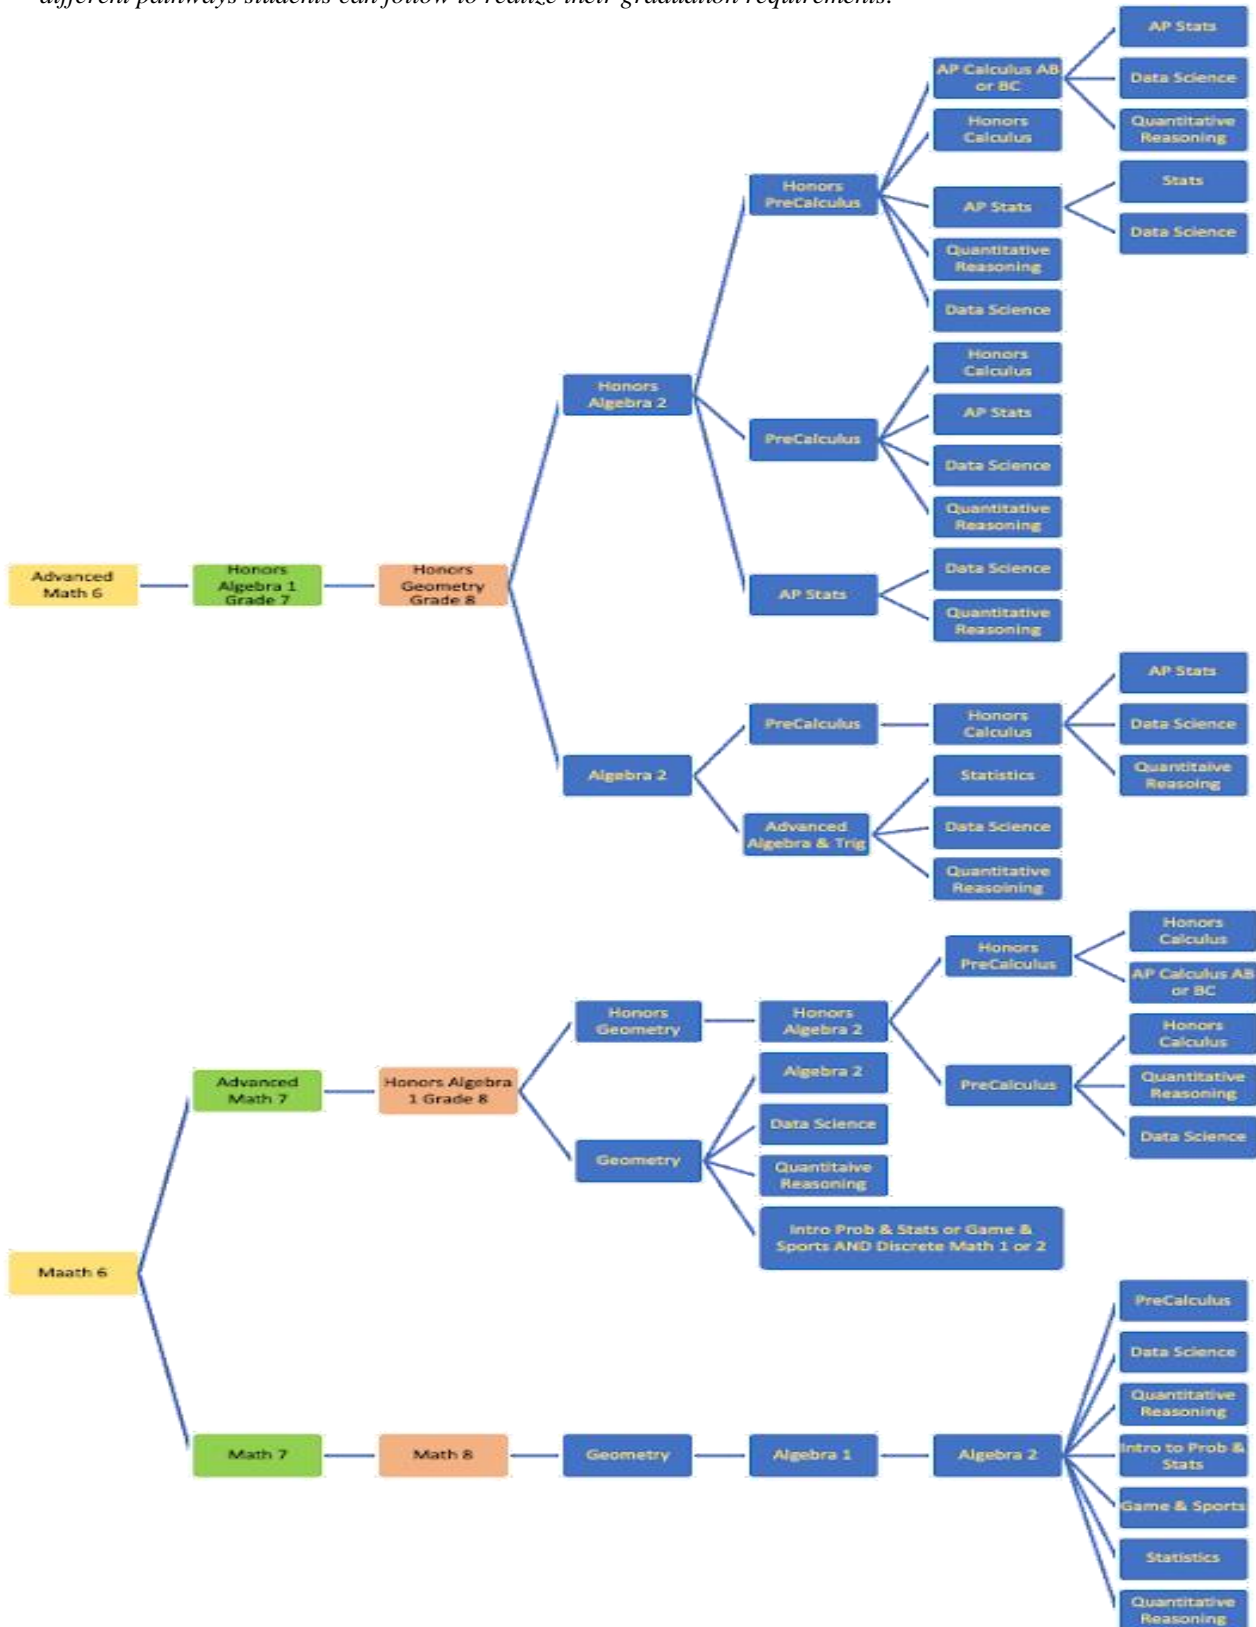 different pathways students can follow to realize their graduation requirements.
AP Stats
AP Calculus AB
or BC
Data Science
Honors
Calculus
Quantitative
Reasoning
Honors
PreCalculus
Stats
AP Stats
Data Science
Quantitative
Reasoning
Data Science
Honors
Calculus
Honors
Algebra 2
AP Stats
PreCalculus
Data Science
Quantitative
Reasoning
Advanced
Math 6
Honors
Algebra 1
Grade 7
Honors
Geometry
Grade 8
Data Science
AP Stats
Quantitative
Reasoning
AP Stats
PreCalculus
Honors
Calculus
Data Science
Algebra 2
Statistics
Quantitaive
Reasoing
Advanced
Algebra & Trig
Data Science
Quantitative
Reasoining
Honors
Calculus
Honors
PreCalculus
AP Calculus AB
or BC
Honors
Geometry
Honors
Algebra 2
Honors
Calculus
Advanced
Math 7
Honors Algebra
1 Grade 8
Algebra 2
PreCalculus
Quantitative
Reasoning
Data Science
Data Science
Geometry
Quantitaive
Reasoning
Intro Prob & Stats or Game &
Sports AND Discrete Math 1 or 2
Maath 6
PreCalculus
Data Science
Quantitative
Reasoning
Math 7
Math 8
Geometry
Algebra 1
Algebra 2
Intro to Prob &
Stats
Game & Sports
Statistics
Quantitative
Reasoning